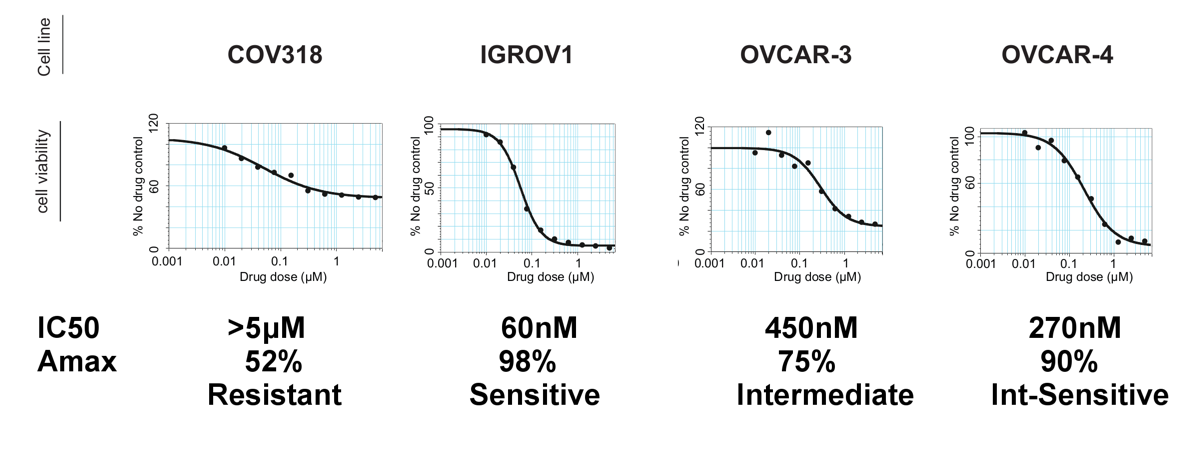 Cell line
COV318 IGROV1 OVCAR-3 OVCAR-4
cell viability
% No drug control
120
60
0
0.001 0.01 0.1 1
Drug dose (µM)
% No drug control
100
50
0
0.001 0.01 0.1 1
Drug dose (µM)
% No drug control
120
60
0
0.001 0.01 0.1 1
Drug dose (µM)
% No drug control
100
60
0
0.001 0.01 0.1 1
Drug dose (µM)
IC50 >5µM 60nM 450nM 270nM
Amax 52% 98% 75% 90%
Resistant Sensitive Intermediate Int-Sensitive